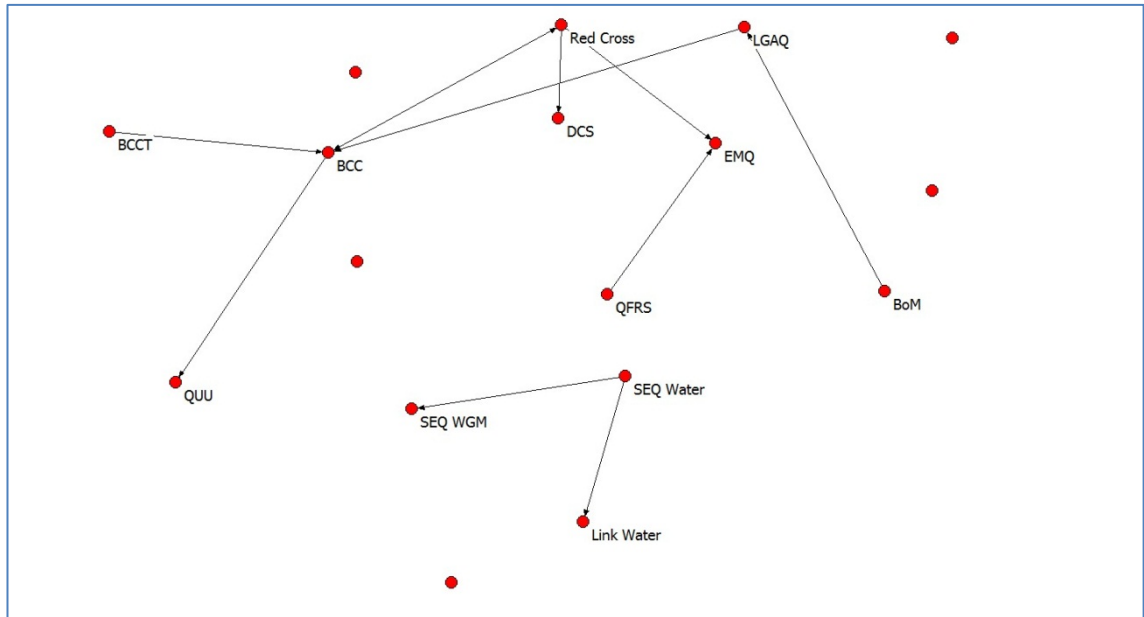 Red Cross
LGAQ
DCS
BCCT
BCC
EMQ
QFRS
BoM
QUU
SEQ Water
SEQ WGM
Link Water